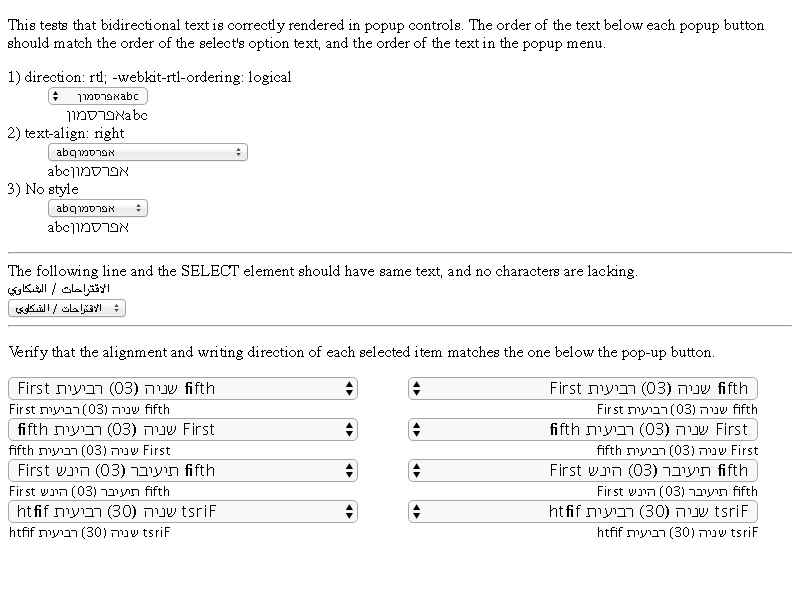 This tests that bidirectional text is correctly rendered in popup controls. The order of the text below each popup button
should match the order of the select's option text, and the order of the text in the popup menu.
1) direction: rtl; -webkit-rtl-ordering: logical
אפרסמוןabc
אפרסמוןabc
2) text-align: right
abcאפרסמון
abcאפרסמון
3) No style
abcאפרסמון
abcאפרסמון
The following line and the SELECT element should have same text, and no characters are lacking.
الاقتراحات / الشكاوي
الاقتراحات / الشكاوي
Verify that the alignment and writing direction of each selected item matches the one below the pop-up button.
First שניה (03) רביעית fifth
First שניה (03) רביעית fifth
First שניה (03) רביעית fifth
First שניה (03) רביעית fifth
fifth שניה (03) רביעית First
fifth שניה (03) רביעית First
fifth שניה (03) רביעית First
fifth שניה (03) רביעית First
First תיעיבר (03) הינש fifth
First תיעיבר (03) הינש fifth
First תיעיבר (03) הינש fifth
First תיעיבר (03) הינש fifth
htfif שניה (30) רביעית tsriF
htfif שניה (30) רביעית tsriF
htfif שניה (30) רביעית tsriF
htfif שניה (30) רביעית tsriF